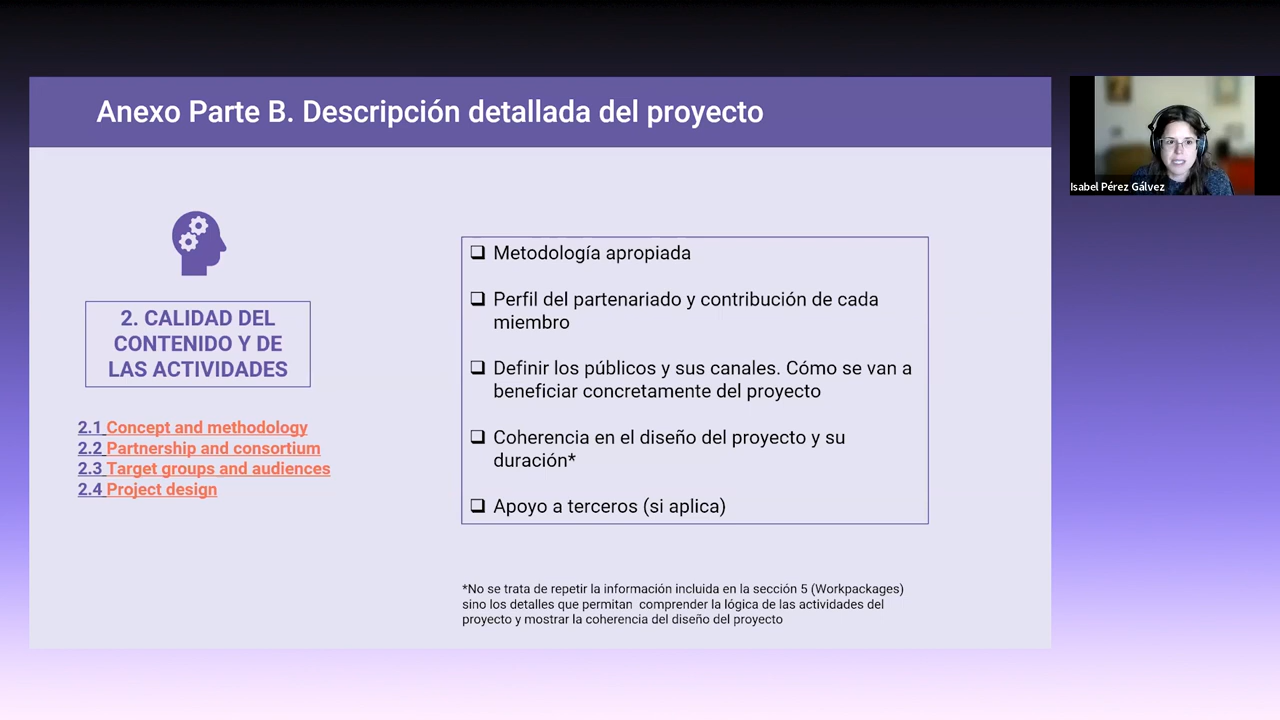 Anexo Parte B. Descripción detallada del proyecto
Isabel Pérez Gálvez
2. CALIDAD DEL
CONTENIDO Y DE
LAS ACTIVIDADES
2.1 Concept and methodology
2.2 Partnership and consortium
2.3 Target groups and audiences
2.4 Project design
Metodología apropiada
Perfil del partenariado y contribución de cada
miembro
Definir los públicos y sus canales. Cómo se van a
beneficiar concretamente del proyecto
Coherencia en el diseño del proyecto y su
duración*
Apoyo a terceros (si aplica)
*No se trata de repetir la información incluida en la sección 5 (Workpackages)
sino los detalles que permitan comprender la lógica de las actividades del
proyecto y mostrar la coherencia del diseño del proyecto